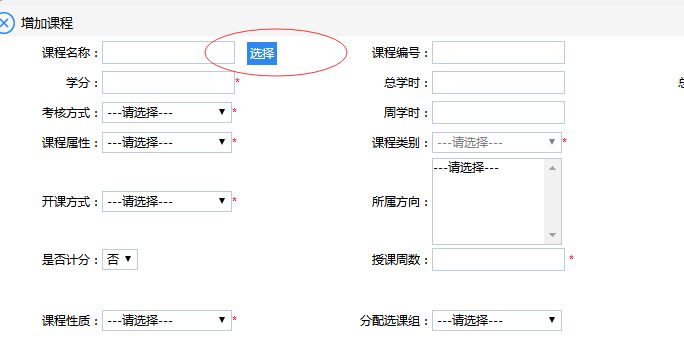 增加课程
课程名称： 选择 课程编号：
学分： * 总学时：
考核方式： ---请选择--- * 周学时：
课程属性： ---请选择--- * 课程类别： ---请选择--- *
开课方式： ---请选择--- * 所属方向： ---请选择---
是否计分： 否 授课周数： *
课程性质： ---请选择--- * 分配选课组： ---请选择---